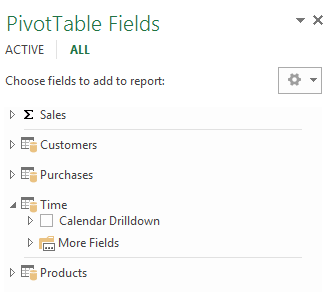 PivotTable Fields
ACTIVE ALL
Choose fields to add to report:
Σ Sales
Customers
Purchases
Time
Calendar Drilldown
More Fields
Products